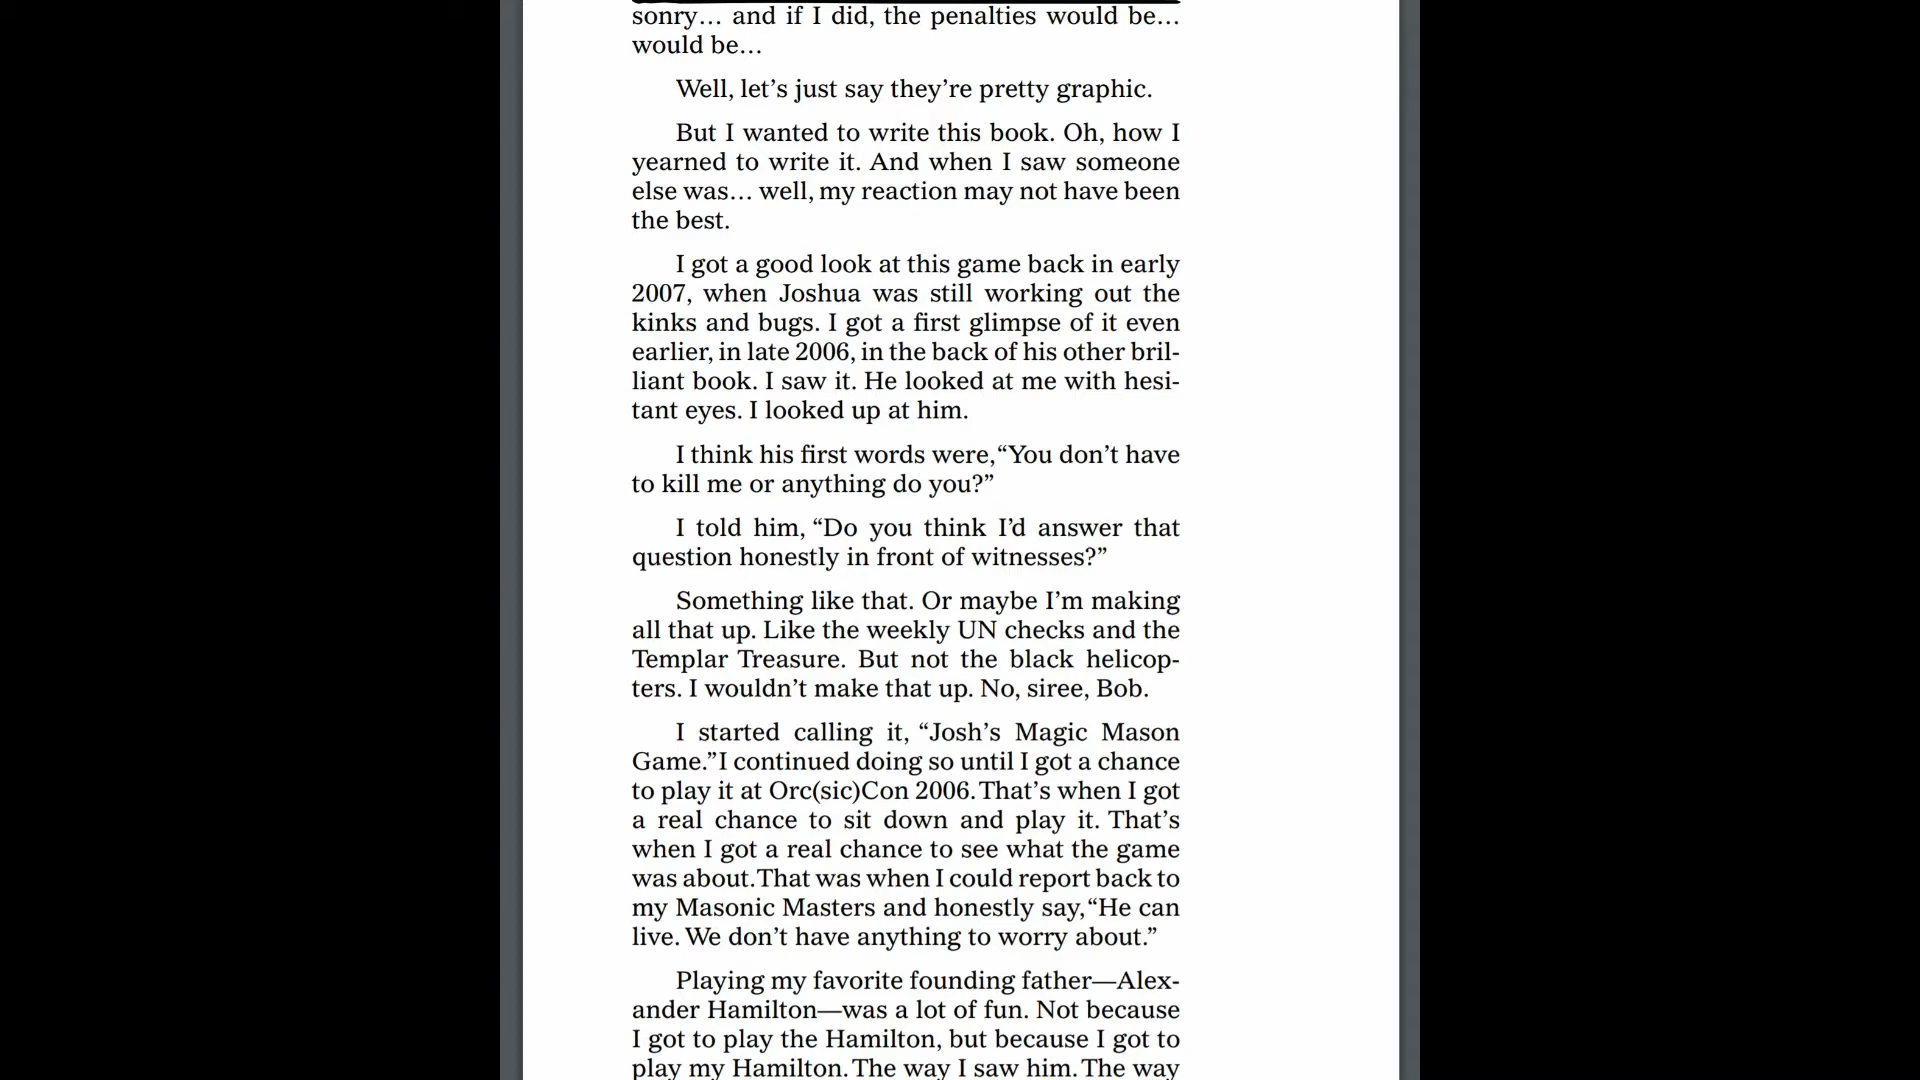 sonry… and if I did, the penalties would be…
would be…
Well, let’s just say they’re pretty graphic.
But I wanted to write this book. Oh, how I
yearned to write it. And when I saw someone
else was… well, my reaction may not have been
the best.
I got a good look at this game back in early
2007, when Joshua was still working out the
kinks and bugs. I got a first glimpse of it even
earlier, in late 2006, in the back of his other bril-
liant book. I saw it. He looked at me with hesi-
tant eyes. I looked up at him.
I think his first words were,“You don’t have
to kill me or anything do you?”
I told him, “Do you think I’d answer that
question honestly in front of witnesses?”
Something like that. Or maybe I’m making
all that up. Like the weekly UN checks and the
Templar Treasure. But not the black helicop-
ters. I wouldn’t make that up. No, siree, Bob.
I started calling it, “Josh’s Magic Mason
Game.”I continued doing so until I got a chance
to play it at Orc(sic)Con 2006.That’s when I got
a real chance to sit down and play it. That’s
when I got a real chance to see what the game
was about.That was when I could report back to
my Masonic Masters and honestly say,“He can
live. We don’t have anything to worry about.”
Playing my favorite founding father—Alex-
ander Hamilton—was a lot of fun. Not because
I got to play the Hamilton, but because I got to
play my Hamilton.The way I saw him.The way